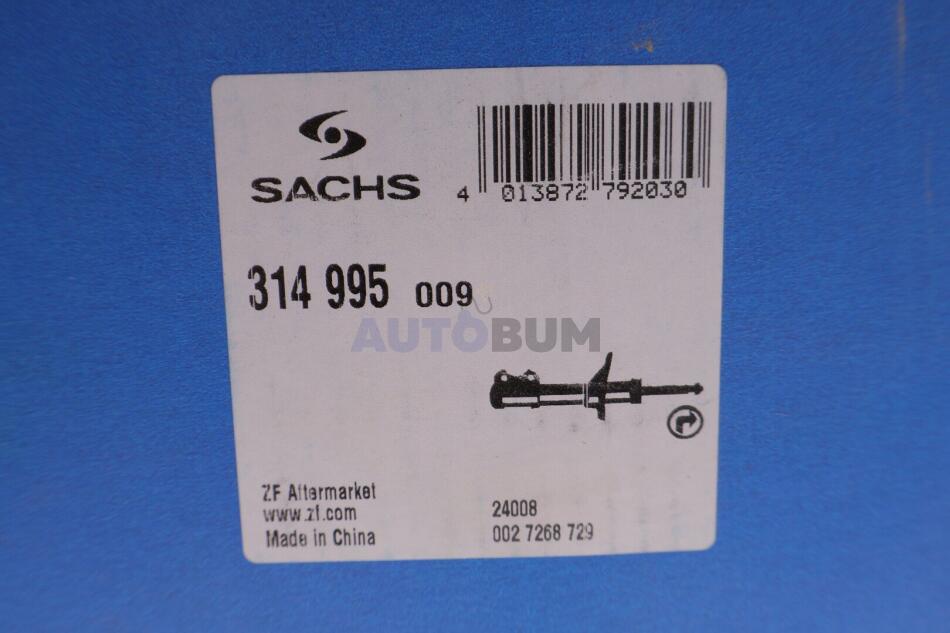 SACHS
4 013872 792030
314 995 009
AUTOBUM
ZF Aftermarket
www.zf.com
Made in China
24008
002 7268 729